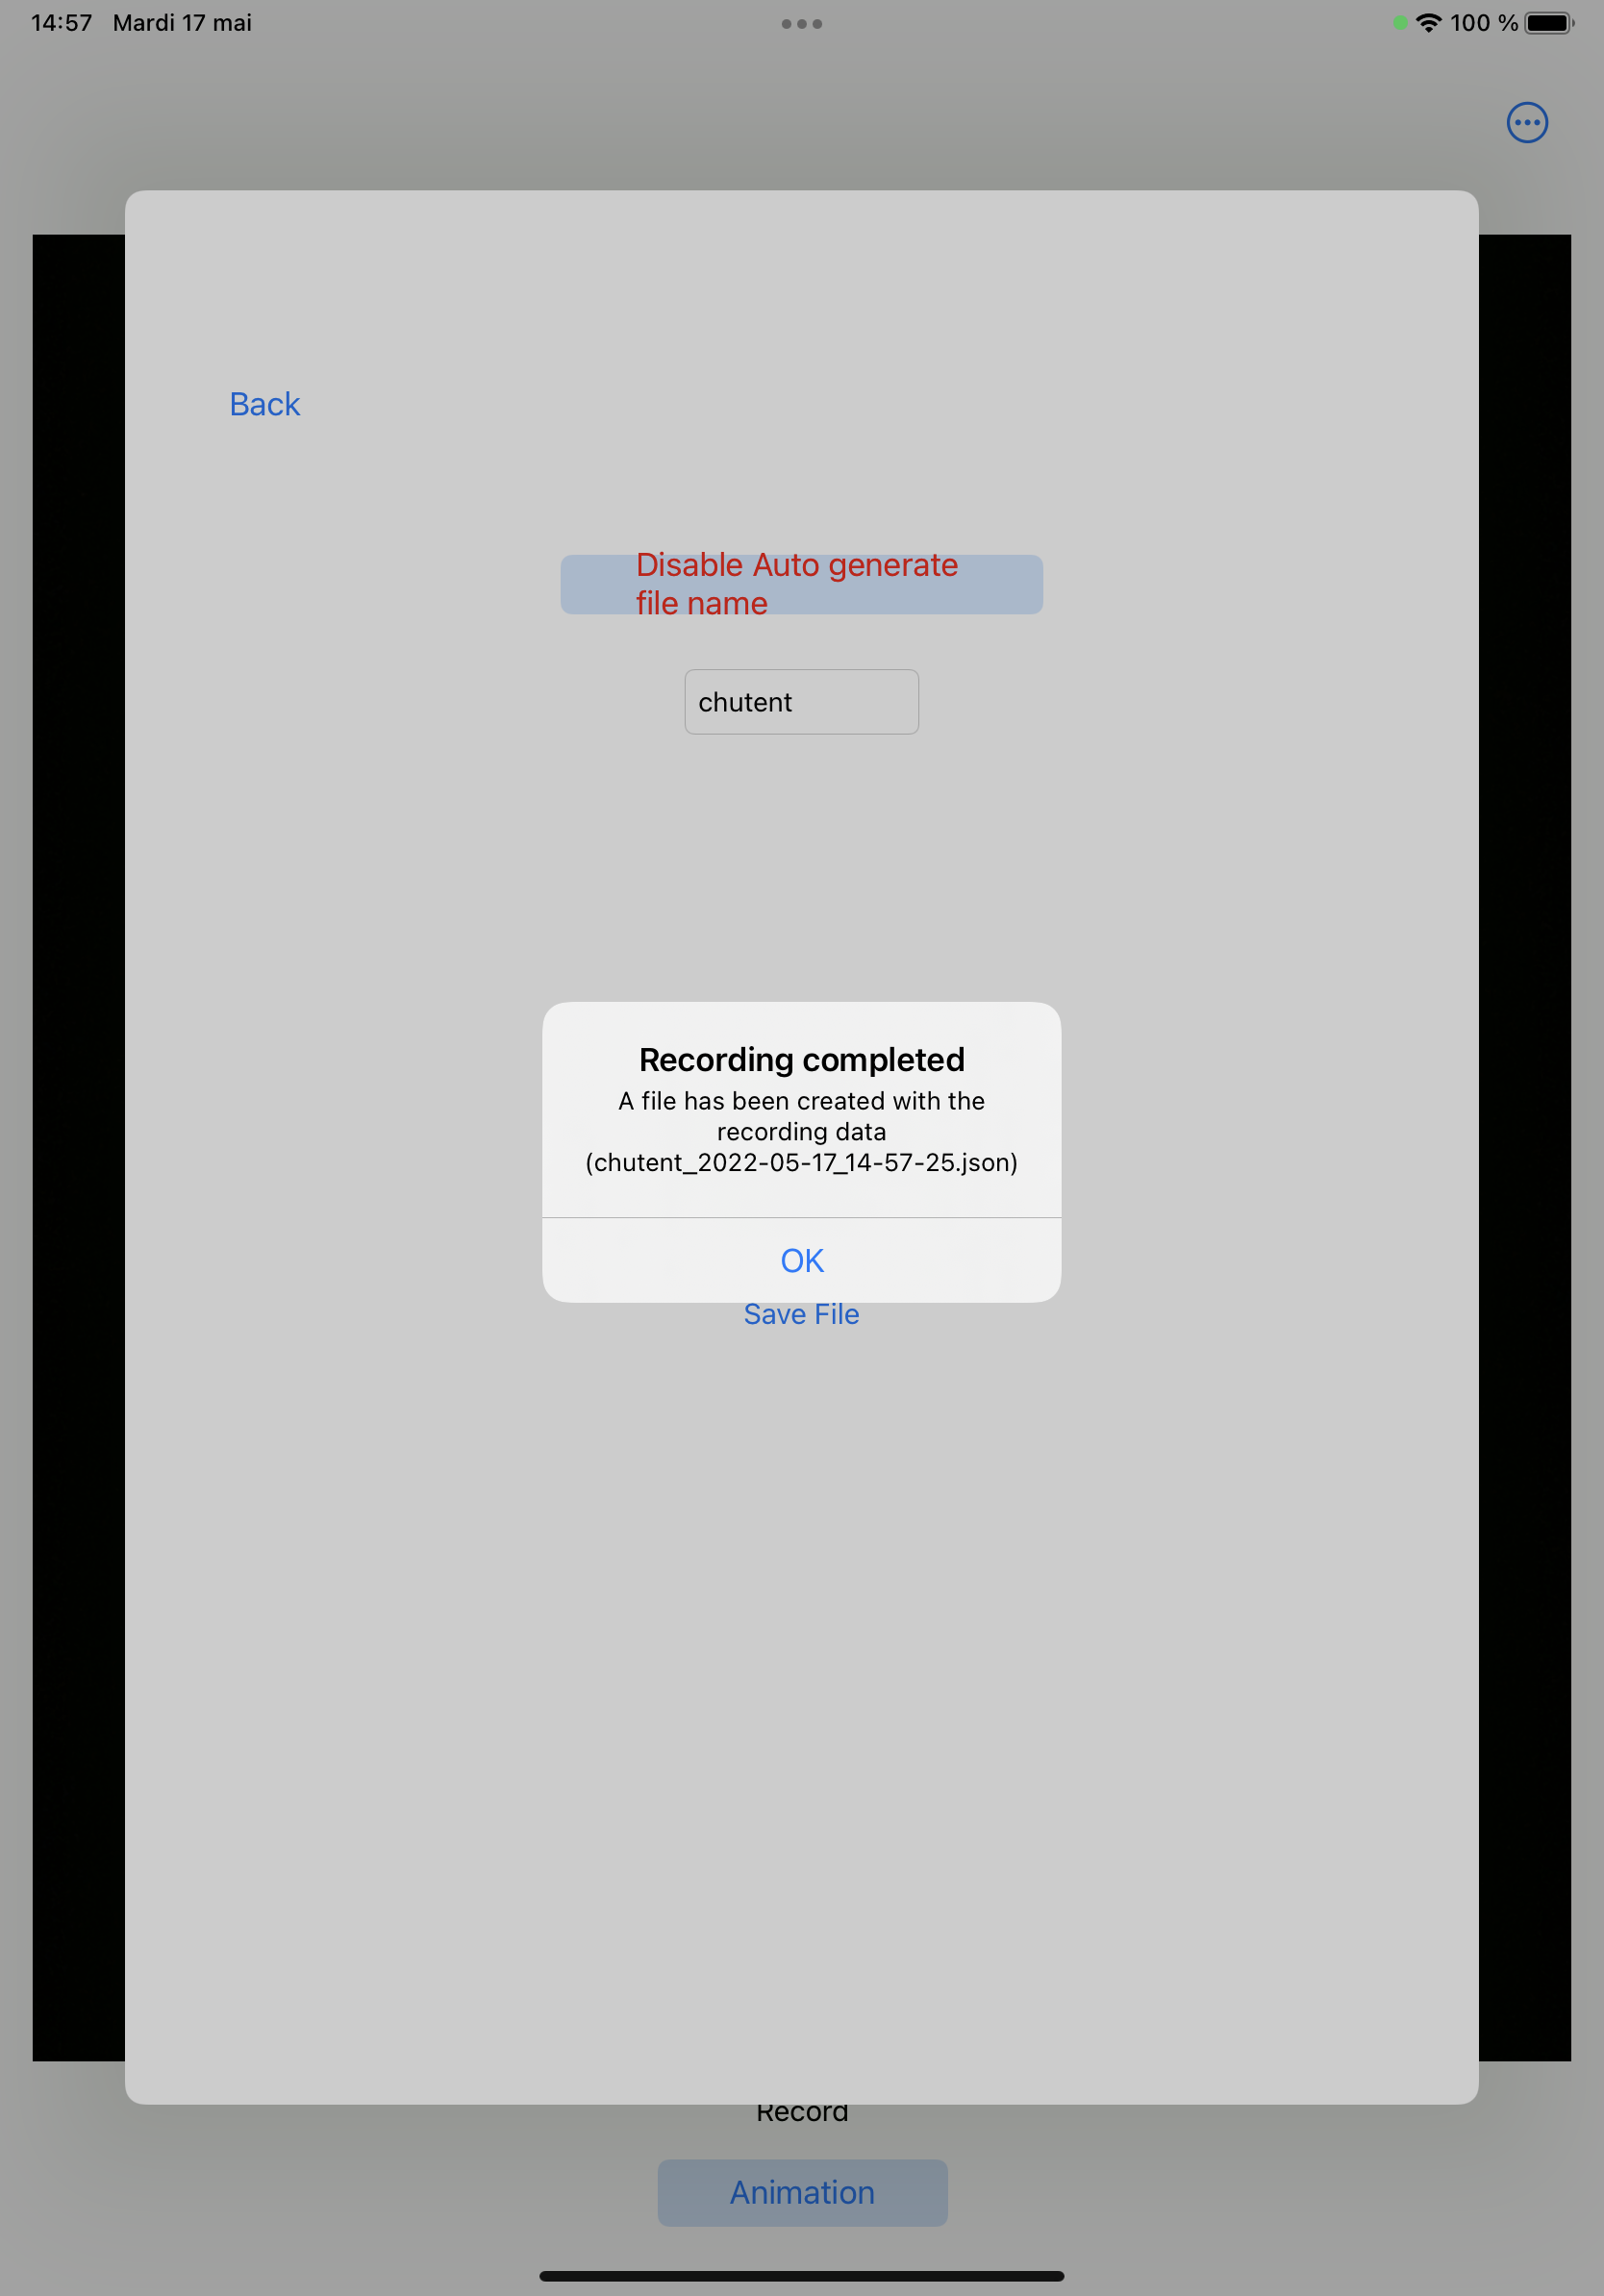 14:57 Mardi 17 mai
100 %
Back
Disable Auto generate
file name
chutent
Recording completed
A file has been created with the
recording data
(chutent_2022-05-17_14-57-25.json)
OK
Save File
Record
Animation